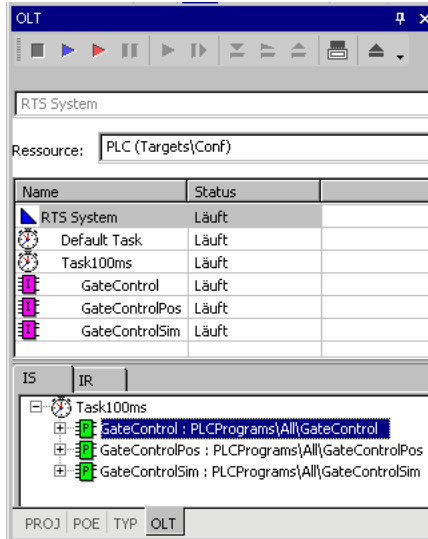 OLT
RTS System
Ressource: PLC (Targets\Conf)
Name Status
RTS System Läuft
Default Task Läuft
Task100ms Läuft
I GateControl Läuft
I GateControlPos Läuft
I GateControlSim Läuft
IS IR
Task100ms
P GateControl : PLCPrograms\All\GateControl
P GateControlPos : PLCPrograms\All\GateControlPos
P GateControlSim : PLCPrograms\All\GateControlSim
PROJ POE TYP OLT